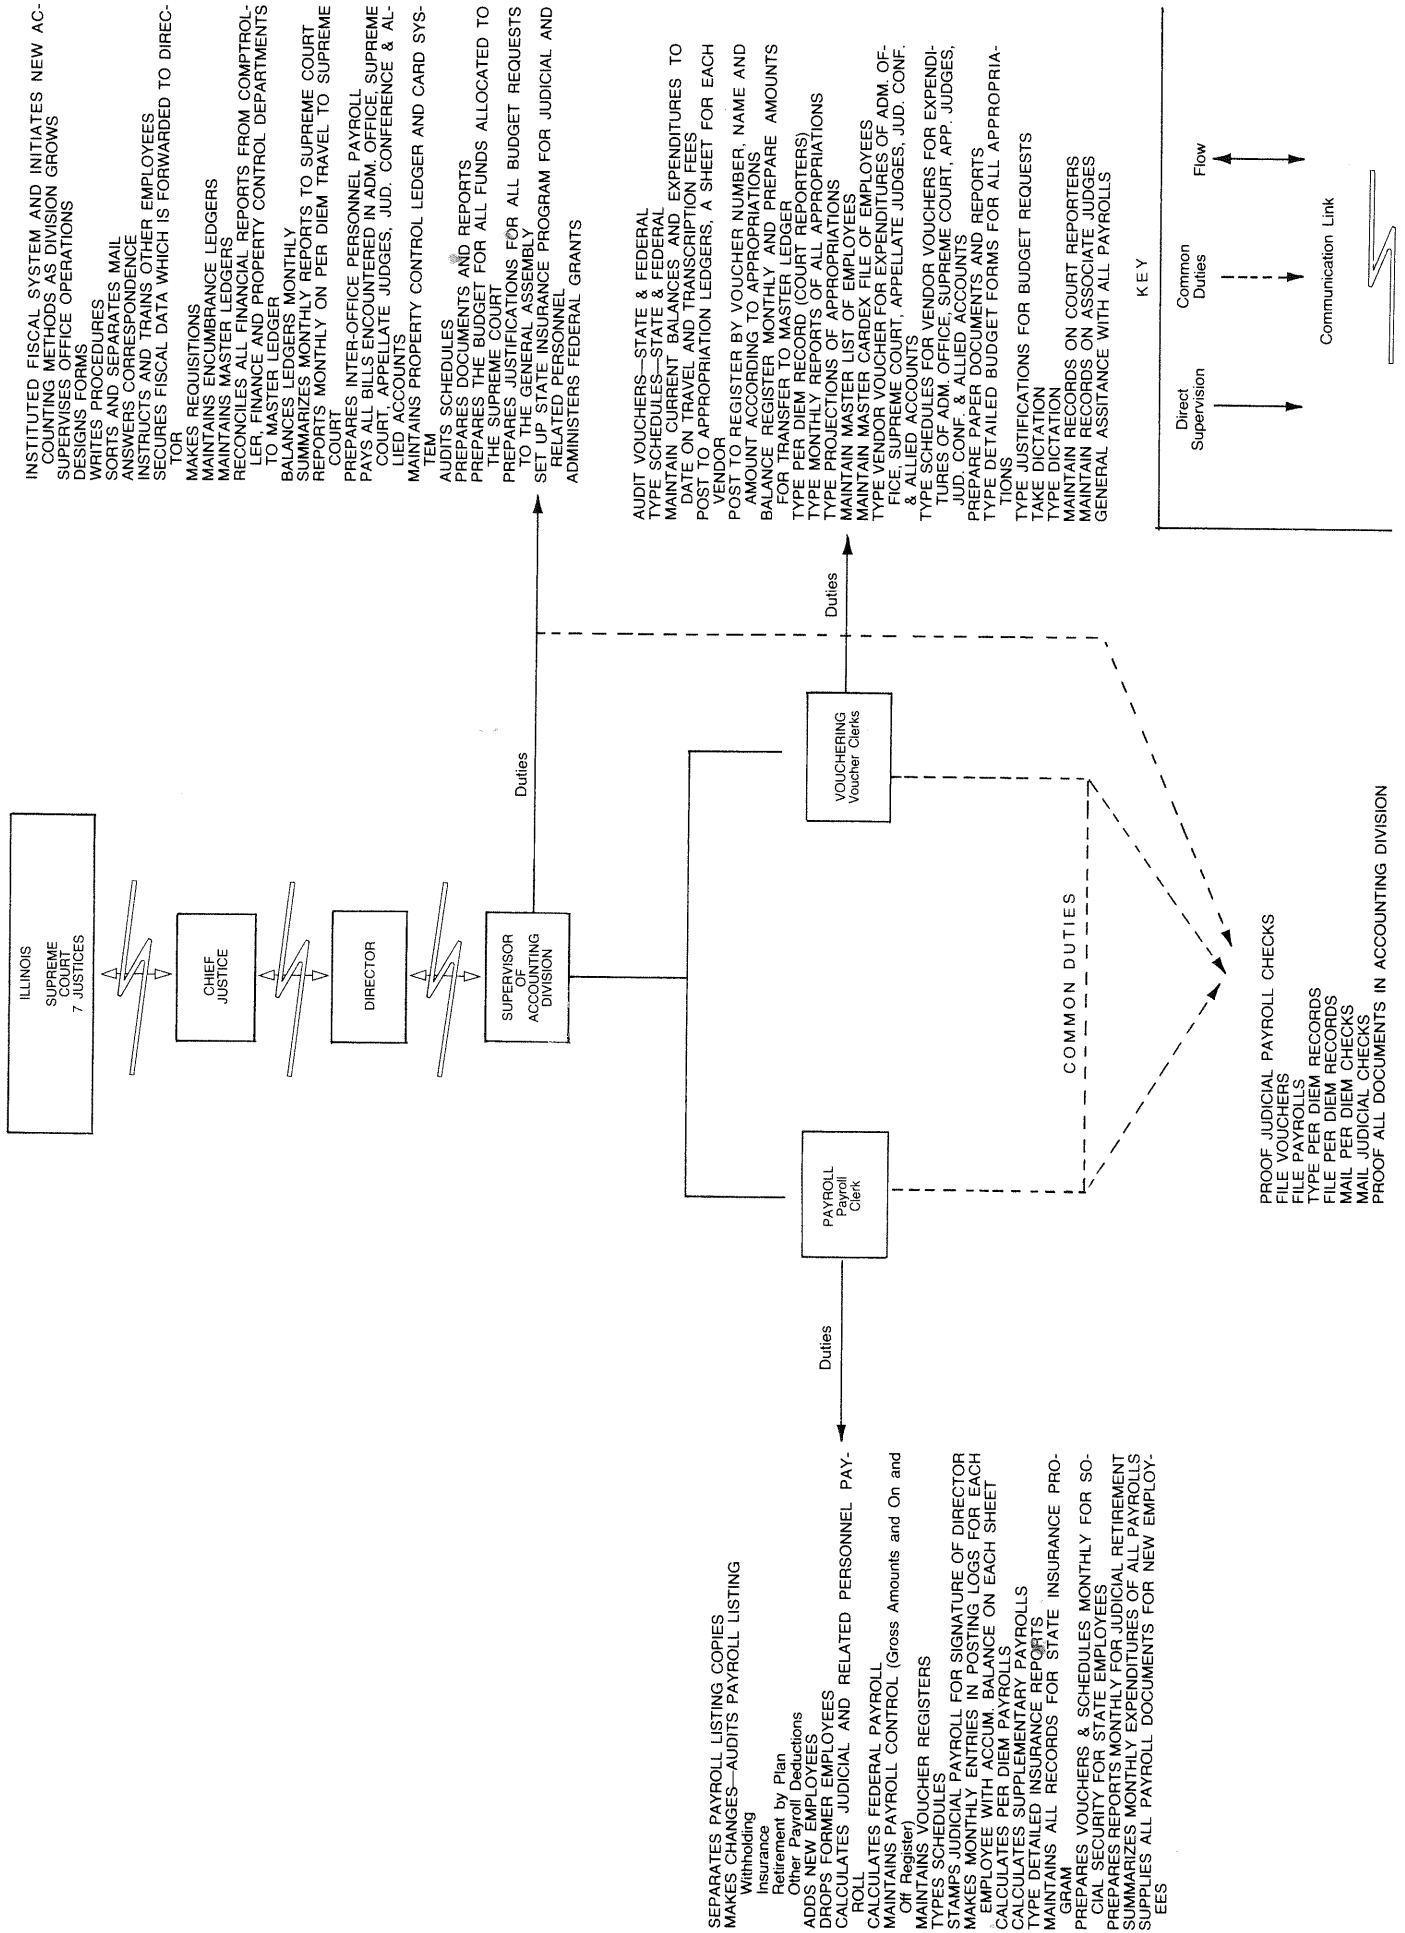 ILLINOIS
SUPREME
COURT
7 JUSTICES
CHIEF
JUSTICE
DIRECTOR
SUPERVISOR
OF
ACCOUNTING
DIVISION
Duties
INSTITUTED FISCAL SYSTEM AND INITIATES NEW AC-
COUNTING METHODS AS DIVISION GROWS
SUPERVISES OFFICE OPERATIONS
DESIGNS FORMS
WRITES PROCEDURES
SORTS AND SEPARATES MAIL
ANSWERS CORRESPONDENCE
INSTRUCTS AND TRAINS OTHER EMPLOYEES
SECURES FISCAL DATA WHICH IS FORWARDED TO DIREC-
TOR
MAKES REQUISITIONS
MAINTAINS ENCUMBRANCE LEDGERS
MAINTAINS MASTER LEDGERS
RECONCILES ALL FINANCIAL REPORTS FROM COMPTROL-
LER, FINANCE AND PROPERTY CONTROL DEPARTMENTS
TO MASTER LEDGER
BALANCES LEDGERS MONTHLY
SUMMARIZES MONTHLY REPORTS TO SUPREME COURT
REPORTS MONTHLY ON PER DIEM TRAVEL TO SUPREME
COURT
PREPARES INTER-OFFICE PERSONNEL PAYROLL
PAYS ALL BILLS ENCOUNTERED IN ADM. OFFICE, SUPREME
COURT, APPELLATE JUDGES, JUD. CONFERENCE & AL-
LIED ACCOUNTS
MAINTAINS PROPERTY CONTROL LEDGER AND CARD SYS-
TEM
AUDITS SCHEDULES
PREPARES DOCUMENTS AND REPORTS
PREPARES THE BUDGET FOR ALL FUNDS ALLOCATED TO
THE SUPREME COURT
PREPARES JUSTIFICATIONS FOR ALL BUDGET REQUESTS
TO THE GENERAL ASSEMBLY
SET UP STATE INSURANCE PROGRAM FOR JUDICIAL AND
RELATED PERSONNEL
ADMINISTERS FEDERAL GRANTS
PAYROLL
Payroll
Clerk
Duties
SEPARATES PAYROLL LISTING COPIES
MAKES CHANGES—AUDITS PAYROLL LISTING
Withholding
Insurance
Retirement by Plan
Other Payroll Deductions
ADDS NEW EMPLOYEES
DROPS FORMER EMPLOYEES
CALCULATES JUDICIAL AND RELATED PERSONNEL PAY-
ROLL
CALCULATES FEDERAL PAYROLL
MAINTAINS PAYROLL CONTROL (Gross Amounts and On and
Off Register)
MAINTAINS VOUCHER REGISTERS
TYPES SCHEDULES
STAMPS JUDICIAL PAYROLL FOR SIGNATURE OF DIRECTOR
MAKES MONTHLY ENTRIES IN POSTING LOGS FOR EACH
EMPLOYEE WITH ACCUM. BALANCE ON EACH SHEET
CALCULATES PER DIEM PAYROLLS
CALCULATES SUPPLEMENTARY PAYROLLS
TYPE DETAILED INSURANCE REPORTS
MAINTAINS ALL RECORDS FOR STATE INSURANCE PRO-
GRAM
PREPARES VOUCHERS & SCHEDULES MONTHLY FOR SO-
CIAL SECURITY FOR STATE EMPLOYEES
PREPARES REPORTS MONTHLY FOR JUDICIAL RETIREMENT
SUMMARIZES MONTHLY EXPENDITURES OF ALL PAYROLLS
SUPPLIES ALL PAYROLL DOCUMENTS FOR NEW EMPLOY-
EES
VOUCHERING
Voucher Clerks
Duties
AUDIT VOUCHERS—STATE & FEDERAL
TYPE SCHEDULES—STATE & FEDERAL
MAINTAIN CURRENT BALANCES AND EXPENDITURES TO
DATE ON TRAVEL AND TRANSCRIPTION FEES
POST TO APPROPRIATION LEDGERS, A SHEET FOR EACH
VENDOR
POST TO REGISTER BY VOUCHER NUMBER, NAME AND
AMOUNT ACCORDING TO APPROPRIATIONS
BALANCE REGISTER MONTHLY AND PREPARE AMOUNTS
FOR TRANSFER TO MASTER LEDGER
TYPE PER DIEM RECORD (COURT REPORTERS)
TYPE MONTHLY REPORTS OF ALL APPROPRIATIONS
TYPE PROJECTIONS OF APPROPRIATIONS
MAINTAIN MASTER LIST OF EMPLOYEES
MAINTAIN MASTER CARDEX FILE OF EMPLOYEES
TYPE VENDOR VOUCHER FOR EXPENDITURES OF ADM. OF-
FICE, SUPREME COURT, APPELLATE JUDGES, JUD. CONF.
& ALLIED ACCOUNTS
TYPE SCHEDULES FOR VENDOR VOUCHERS FOR EXPENDI-
TURES OF ADM. OFFICE, SUPREME COURT, APP. JUDGES,
JUD. CONF. & ALLIED ACCOUNTS
PREPARE PAPER DOCUMENTS AND REPORTS
TYPE DETAILED BUDGET FORMS FOR ALL APPROPRIA-
TIONS
TYPE JUSTIFICATIONS FOR BUDGET REQUESTS
TAKE DICTATION
TYPE DICTATION
MAINTAIN RECORDS ON COURT REPORTERS
MAINTAIN RECORDS ON ASSOCIATE JUDGES
GENERAL ASSITANCE WITH ALL PAYROLLS
COMMON DUTIES
PROOF JUDICIAL PAYROLL CHECKS
FILE VOUCHERS
FILE PAYROLLS
TYPE PER DIEM RECORDS
FILE PER DIEM RECORDS
MAIL PER DIEM CHECKS
MAIL JUDICIAL CHECKS
PROOF ALL DOCUMENTS IN ACCOUNTING DIVISION
KEY
Direct
Supervision
Common
Duties
Flow
Communication Link